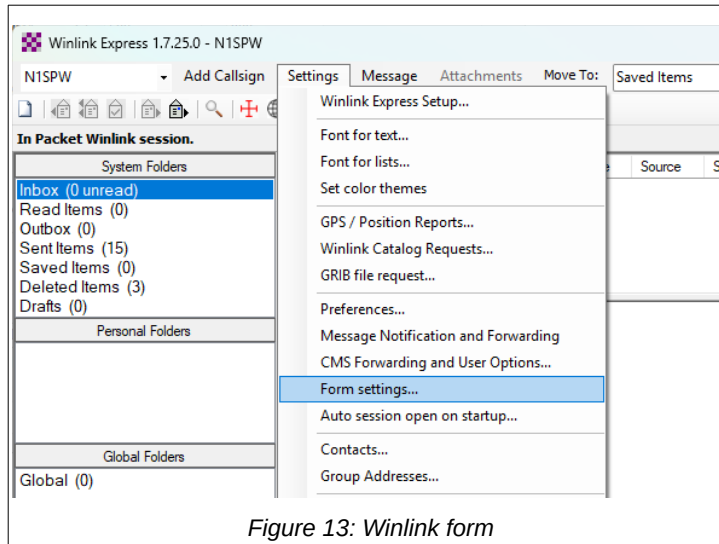 Winlink Express 1.7.25.0 - N1SPW
N1SPW Add Callsign Settings Message Attachments Move To: Saved Items
In Packet Winlink session.
System Folders
Inbox (0 unread)
Read Items (0)
Outbox (0)
Sent Items (15)
Saved Items (0)
Deleted Items (3)
Drafts (0)
Personal Folders
Global Folders
Global (0)
Winlink Express Setup...
Font for text...
Font for lists...
Set color themes
GPS / Position Reports...
Winlink Catalog Requests...
GRIB file request...
Preferences...
Message Notification and Forwarding
CMS Forwarding and User Options...
Form settings...
Auto session open on startup...
Contacts...
Group Addresses...
Source
Figure 13: Winlink form